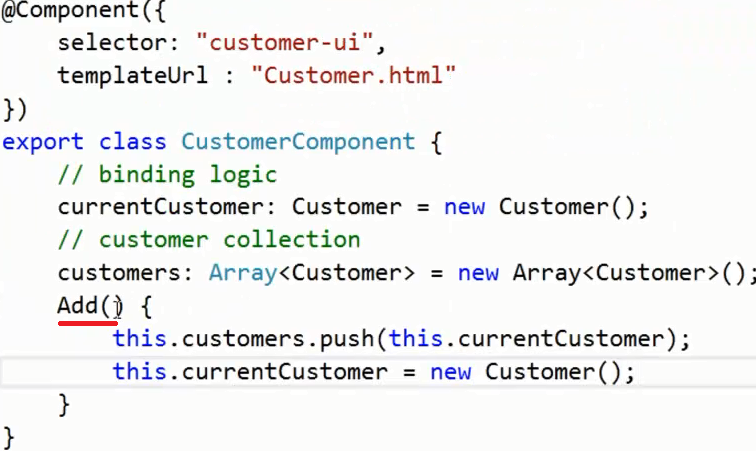 @Component({
    selector: "customer-ui",
    templateUrl : "Customer.html"
})
export class CustomerComponent {
    // binding logic
    currentCustomer: Customer = new Customer();
    // customer collection
    customers: Array<Customer> = new Array<Customer>();
    Add() {
        this.customers.push(this.currentCustomer);
        this.currentCustomer = new Customer();
    }
}